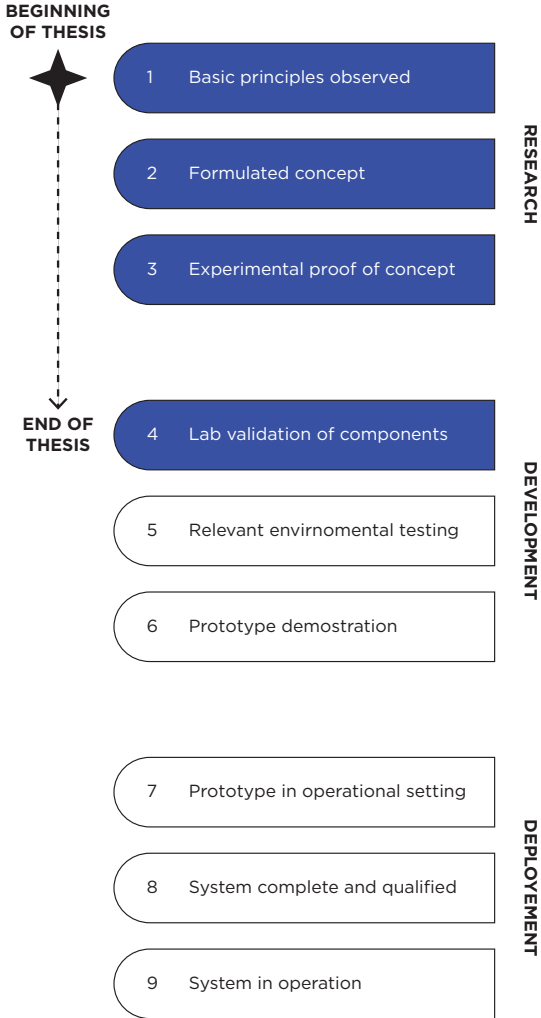 BEGINNING
OF THESIS
1 Basic principles observed
2 Formulated concept
3 Experimental proof of concept
RESEARCH
END OF
THESIS
4 Lab validation of components
5 Relevant envirnomental testing
6 Prototype demostration
DEVELOPMENT
7 Prototype in operational setting
8 System complete and qualified
9 System in operation
DEPLOYEMENT